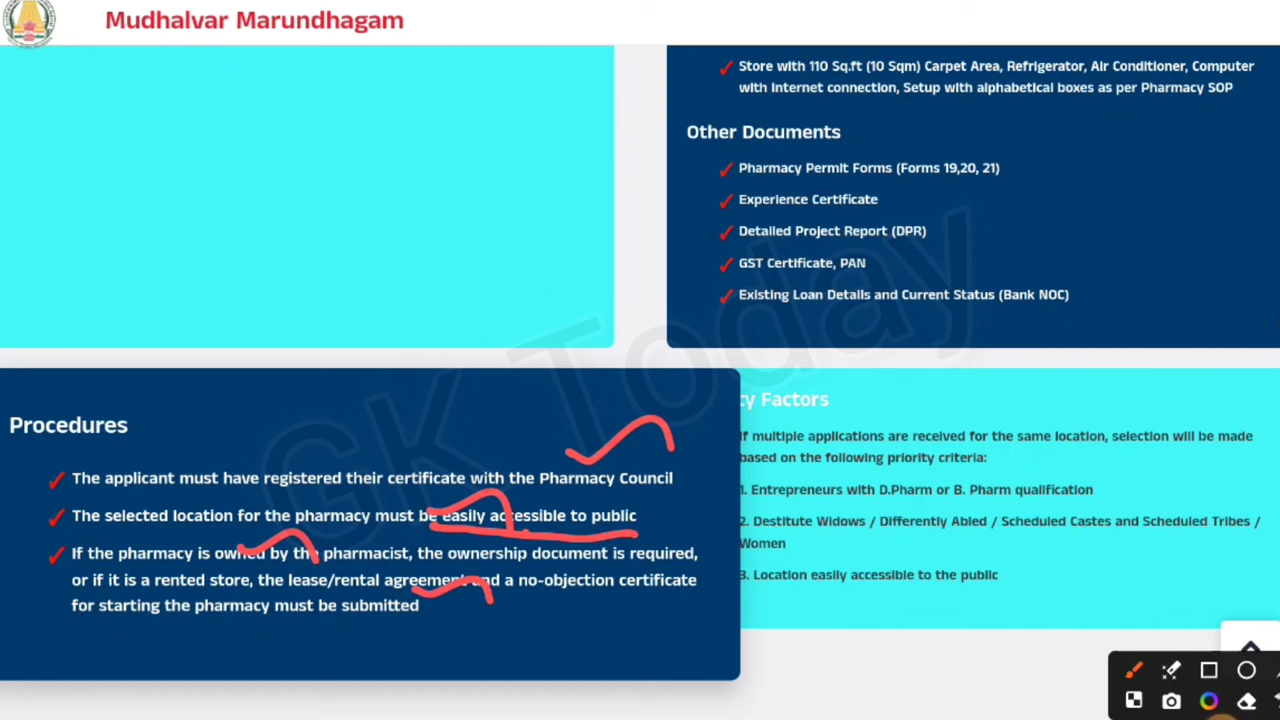 Mudhalvar Marundhagam
Store with 110 Sq.ft (10 Sqm) Carpet Area, Refrigerator, Air Conditioner, Computer
with Internet connection, Setup with alphabetical boxes as per Pharmacy SOP
Other Documents
Pharmacy Permit Forms (Forms 19,20, 21)
Experience Certificate
Detailed Project Report (DPR)
GST Certificate, PAN
Existing Loan Details and Current Status (Bank NOC)
Procedures
The applicant must have registered their certificate with the Pharmacy Council
The selected location for the pharmacy must be easily accessible to public
If the pharmacy is owned by the pharmacist, the ownership document is required,
or if it is a rented store, the lease/rental agreement and a no-objection certificate
for starting the pharmacy must be submitted
ty Factors
If multiple applications are received for the same location, selection will be made
based on the following priority criteria:
1. Entrepreneurs with D.Pharm or B. Pharm qualification
2. Destitute Widows / Differently Abled / Scheduled Castes and Scheduled Tribes /
Women
3. Location easily accessible to the public
GK Today